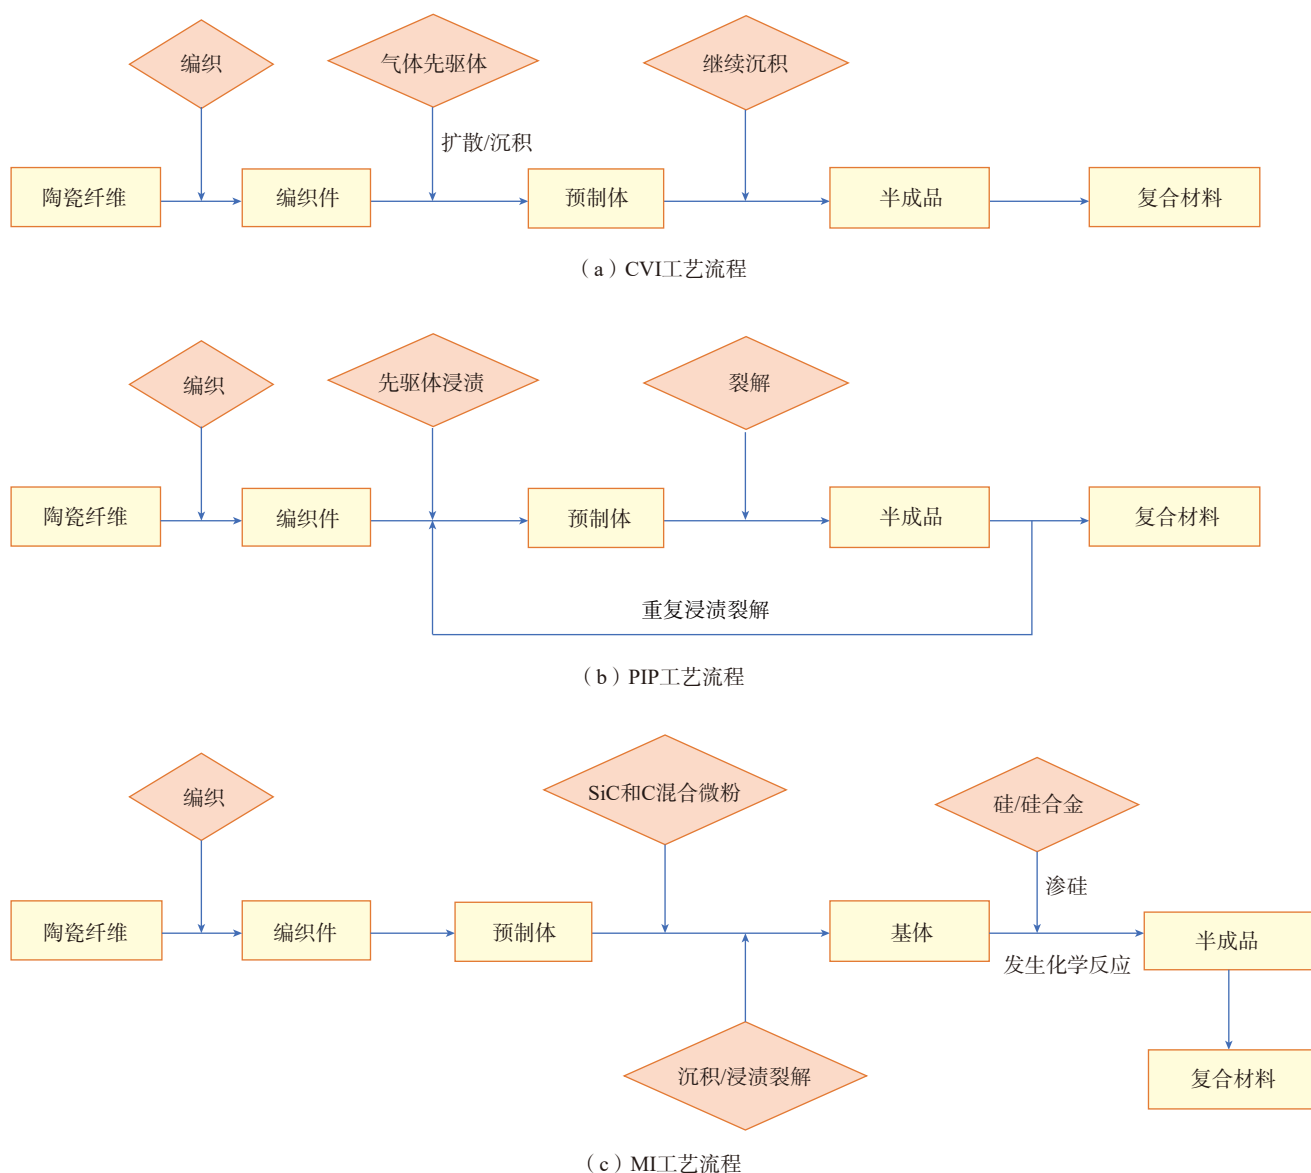 编织
气体先驱体
继续沉积
扩散/沉积
陶瓷纤维
编织件
预制体
半成品
复合材料
（a）CVI工艺流程
编织
先驱体浸渍
裂解
陶瓷纤维
编织件
预制体
半成品
复合材料
重复浸渍裂解
（b）PIP工艺流程
编织
SiC和C混合微粉
硅/硅合金
渗硅
陶瓷纤维
编织件
预制体
基体
半成品
发生化学反应
沉积/浸渍裂解
复合材料
（c）MI工艺流程